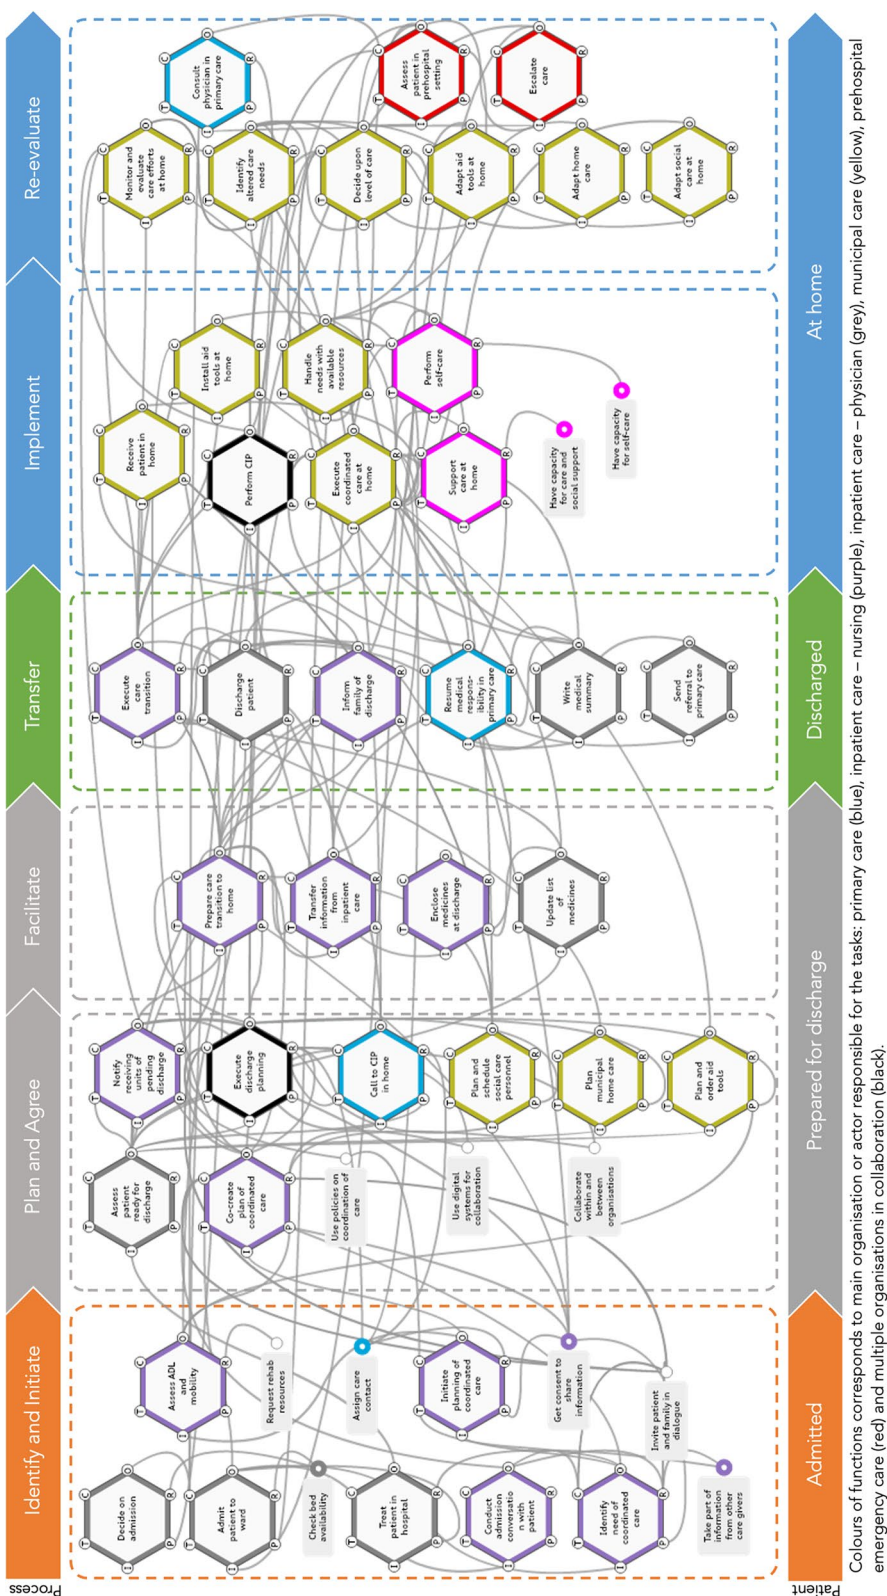 Process
Identify and Initiate
Plan and Agree
Facilitate
Transfer
Implement
Re-evaluate
Decide on
admission
Admit
patient to
ward
Check bed
availability
Treat
patient in
hospital
Conduct
admission
conversatio
n with
patient
Identify
need of
coordinated
care
Take part of
information
from other
care givers
Assess ADL
and
mobility
Request rehab
resources
Assign care
contact
Initiate
planning of
coordinated
care
Get consent to
share
information
Invite patient
and family in
dialogue
Assess
patient
ready for
discharge
Co-create
plan of
coordinated
care
Use policies on
coordination of
care
Use digital
systems for
collaboration
Collaborate
within and
between
organisations
Notify
receiving
units of
pending
discharge
Execute
discharge
planning
Call to CIP
in home
Plan and
schedule
social care
personnel
Plan
municipal
home care
Plan and
order aid
tools
Prepare care
transition to
home
Transfer
information
from
inpatient
care
Enclose
medicines
at discharge
Update list
of
medicines
Execute
care
transition
Discharge
patient
Inform
family of
discharge
Resume
medical
respons-
ibility in
primary care
Write
medical
summary
Send
referral to
primary care
Receive
patient in
home
Perform CIP
Execute
coordinated
care at
home
Support
care at
home
Have capacity
for care and
social support
Install aid
tools at
home
Handle
needs with
available
resources
Perform
self-care
Have capacity
for self-care
Monitor and
evaluate
care efforts
at home
Identify
altered care
needs
Decide upon
level of care
Adapt aid
tools at
home
Adapt home
care
Adapt social
care at
home
Consult
physician in
primary care
Assess
patient in
prehospital
setting
Escalate
care
Patient
Admitted
Prepared for discharge
Discharged
At home
Colours of functions corresponds to main organisation or actor responsible for the tasks: primary care (blue), inpatient care – nursing (purple), inpatient care – physician (grey), municipal care (yellow), prehospital
emergency care (red) and multiple organisations in collaboration (black).